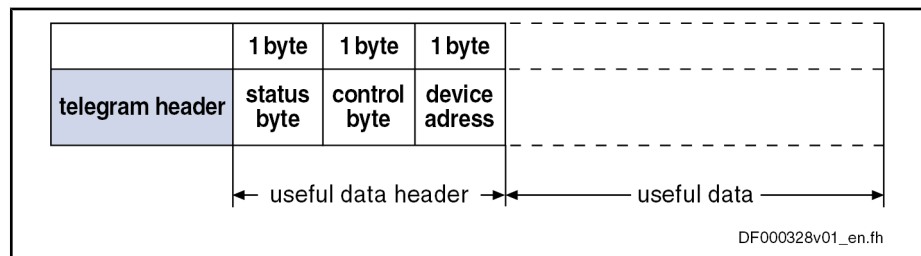 1 byte 1 byte 1 byte
telegram header status byte control byte device adress
useful data header useful data
DF000328v01_en.fh